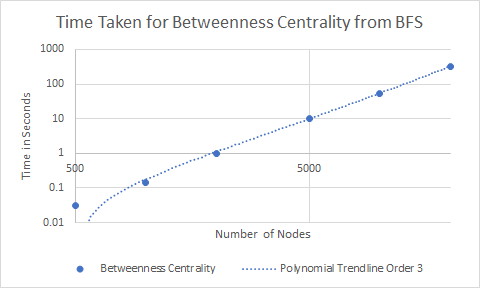 Time Taken for Betweenness Centrality from BFS
1000
100
10
1
0.1
0.01
500
5000
Time in Seconds
Number of Nodes
Betweenness Centrality
Polynomial Trendline Order 3